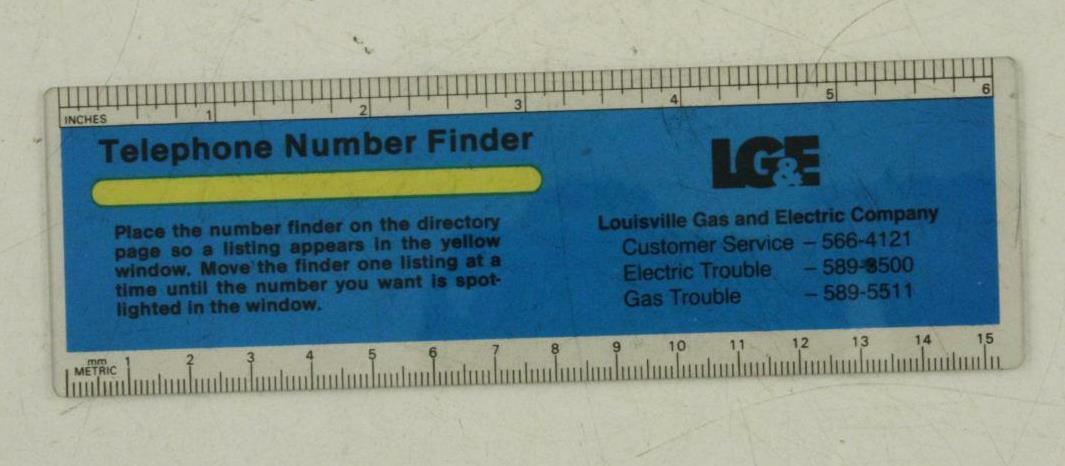 INCHES 1 2 3 4 5 6
Telephone Number Finder
Place the number finder on the directory
page so a listing appears in the yellow
window. Move the finder one listing at a
time until the number you want is spot-
lighted in the window.
LG&E
Louisville Gas and Electric Company
Customer Service – 566-4121
Electric Trouble – 589-3500
Gas Trouble – 589-5511
mm 1 2 3 4 5 6 7 8 9 10 11 12 13 14 15
METRIC